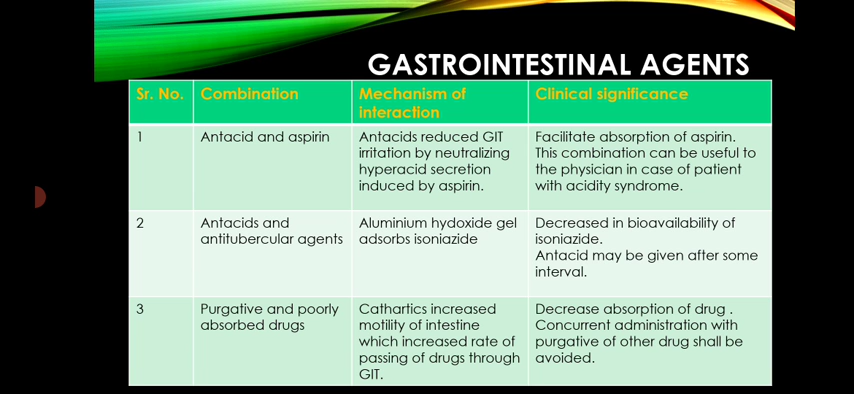 GASTROINTESTINAL AGENTS
Sr. No.
Combination
Mechanism of
interaction
Clinical significance
1
Antacid and aspirin
Antacids reduced GIT
irritation by neutralizing
hyperacid secretion
induced by aspirin.
Facilitate absorption of aspirin.
This combination can be useful to
the physician in case of patient
with acidity syndrome.
2
Antacids and
antitubercular agents
Aluminium hydoxide gel
adsorbs isoniazide
Decreased in bioavailability of
isoniazide.
Antacid may be given after some
interval.
3
Purgative and poorly
absorbed drugs
Cathartics increased
motility of intestine
which increased rate of
passing of drugs through
GIT.
Decrease absorption of drug .
Concurrent administration with
purgative of other drug shall be
avoided.